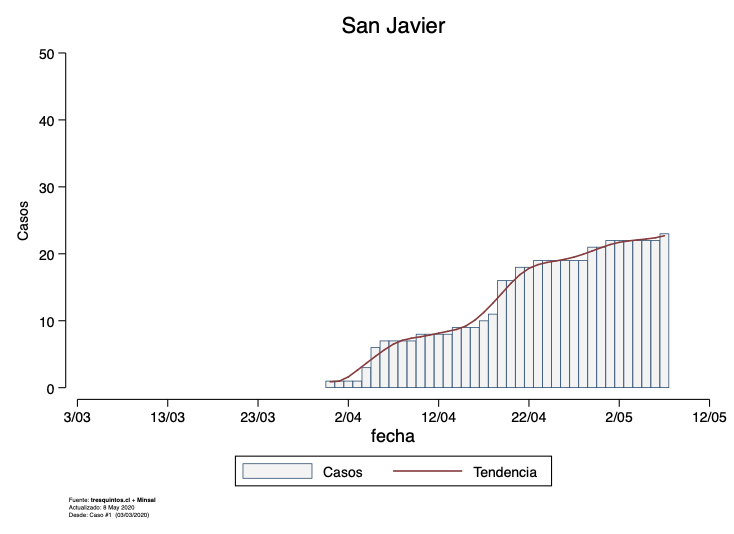 San Javier
50
40
30
20
10
0
Casos
3/03 13/03 23/03 2/04 12/04 22/04 2/05 12/05
fecha
Casos Tendencia
Fuente: tresquintos.cl + Minsal
Actualizado: 8 May 2020
Desde: Caso #1 (03/03/2020)